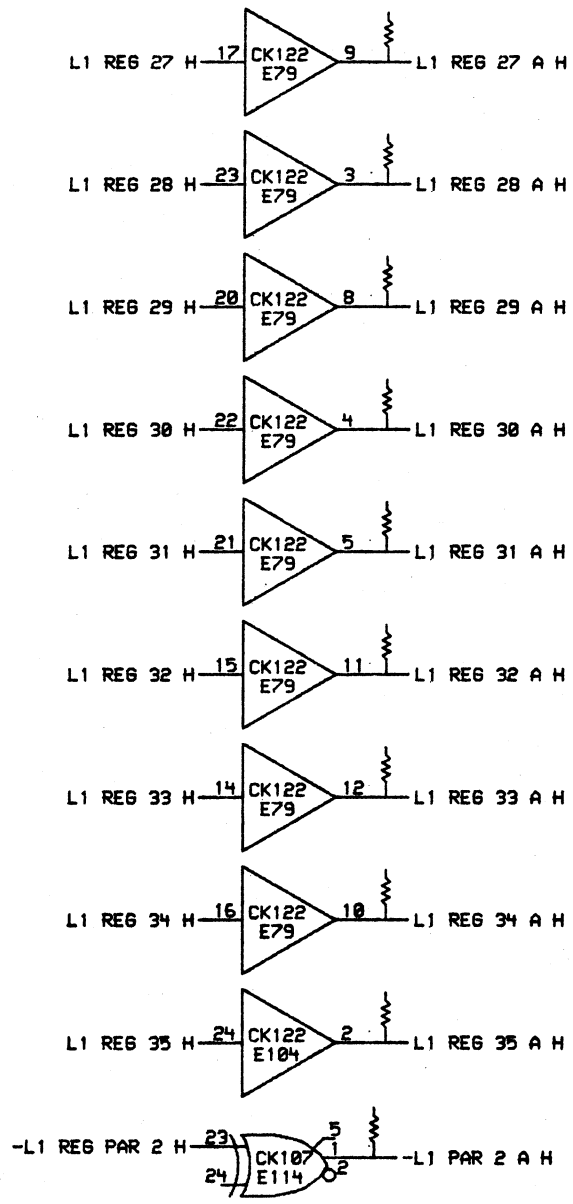 L1 REG 27 H 17 CK122 E79 9 L1 REG 27 A H
L1 REG 28 H 23 CK122 E79 3 L1 REG 28 A H
L1 REG 29 H 20 CK122 E79 8 L1 REG 29 A H
L1 REG 30 H 22 CK122 E79 4 L1 REG 30 A H
L1 REG 31 H 21 CK122 E79 5 L1 REG 31 A H
L1 REG 32 H 15 CK122 E79 11 L1 REG 32 A H
L1 REG 33 H 14 CK122 E79 12 L1 REG 33 A H
L1 REG 34 H 16 CK122 E79 10 L1 REG 34 A H
L1 REG 35 H 24 CK122 E104 2 L1 REG 35 A H
-L1 REG PAR 2 H 23 24 CK107 E114 5 1 2 -L1 PAR 2 A H